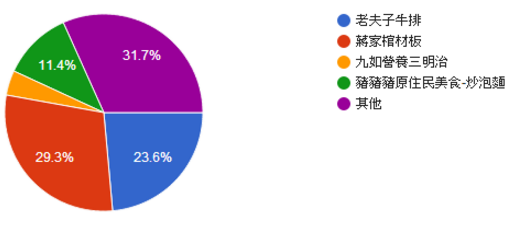 31.7%
11.4%
29.3%
23.6%
老夫子牛排
蔣家棺材板
九如營養三明治
豬豬豬原住民美食-炒泡麵
其他